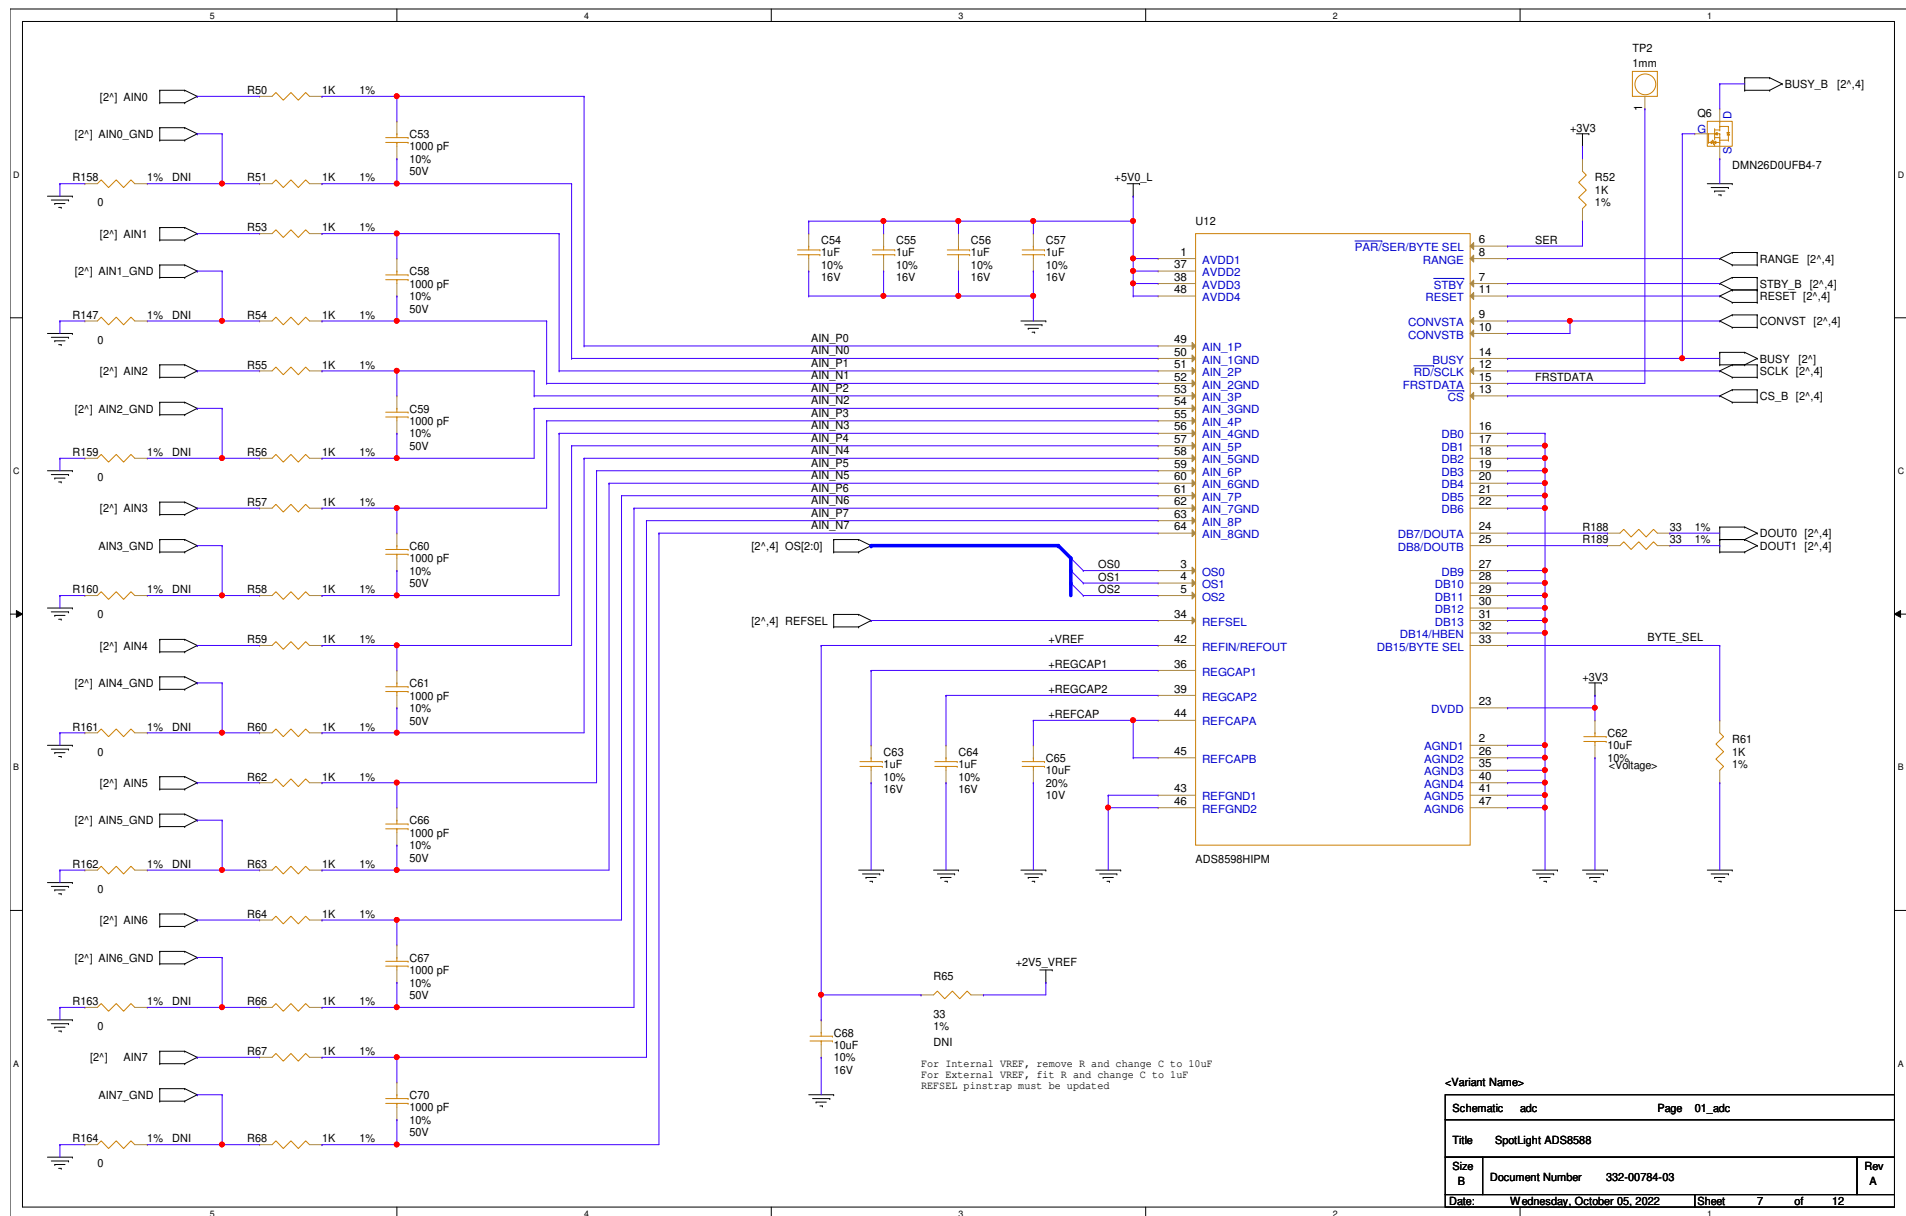 5 4 3 2 1
D
C
B
A
[2^] AIN0
R50 1K 1%
[2^] AIN0_GND
C53
1000 pF
10%
50V
R158 1% DNI
0
R51 1K 1%
[2^] AIN1
R53 1K 1%
[2^] AIN1_GND
C58
1000 pF
10%
50V
R147 1% DNI
0
R54 1K 1%
[2^] AIN2
R55 1K 1%
[2^] AIN2_GND
C59
1000 pF
10%
50V
R159 1% DNI
0
R56 1K 1%
[2^] AIN3
R57 1K 1%
AIN3_GND
C60
1000 pF
10%
50V
R160 1% DNI
0
R58 1K 1%
[2^] AIN4
R59 1K 1%
[2^] AIN4_GND
C61
1000 pF
10%
50V
R161 1% DNI
0
R60 1K 1%
[2^] AIN5
R62 1K 1%
[2^] AIN5_GND
C66
1000 pF
10%
50V
R162 1% DNI
0
R63 1K 1%
[2^] AIN6
R64 1K 1%
[2^] AIN6_GND
C67
1000 pF
10%
50V
R163 1% DNI
0
R66 1K 1%
[2^] AIN7
R67 1K 1%
AIN7_GND
C70
1000 pF
10%
50V
R164 1% DNI
0
R68 1K 1%
+5V0_L
C54
1uF
10%
16V
C55
1uF
10%
16V
C56
1uF
10%
16V
C57
1uF
10%
16V
AIN_P0
AIN_N0
AIN_P1
AIN_N1
AIN_P2
AIN_N2
AIN_P3
AIN_N3
AIN_P4
AIN_N4
AIN_P5
AIN_N5
AIN_P6
AIN_N6
AIN_P7
AIN_N7
[2^,4] OS[2:0]
OS0
OS1
OS2
[2^,4] REFSEL
+VREF
+REGCAP1
+REGCAP2
+REFCAP
C63
1uF
10%
16V
C64
1uF
10%
16V
C65
10uF
20%
10V
U12
1 AVDD1
37 AVDD2
38 AVDD3
48 AVDD4
49 AIN_1P
50 AIN_1GND
51 AIN_2P
52 AIN_2GND
53 AIN_3P
54 AIN_3GND
55 AIN_4P
56 AIN_4GND
57 AIN_5P
58 AIN_5GND
59 AIN_6P
60 AIN_6GND
61 AIN_7P
62 AIN_7GND
63 AIN_8P
64 AIN_8GND
3 OS0
4 OS1
5 OS2
34 REFSEL
42 REFIN/REFOUT
36 REGCAP1
39 REGCAP2
44 REFCAPA
45 REFCAPB
43 REFGND1
46 REFGND2
PAR/SER/BYTE SEL 6
RANGE 8
STBY 7
RESET 11
CONVSTA 9
CONVSTB 10
BUSY 14
RD/SCLK 12
FRSTDATA 15
CS 13
DB0 16
DB1 17
DB2 18
DB3 19
DB4 20
DB5 21
DB6 22
DB7/DOUTA 24
DB8/DOUTB 25
DB9 27
DB10 28
DB11 29
DB12 30
DB13 31
DB14/HBEN 32
DB15/BYTE SEL 33
DVDD 23
AGND1 2
AGND2 26
AGND3 35
AGND4 40
AGND5 41
AGND6 47
ADS8598HIPM
TP2
1mm
1
BUSY_B [2^,4]
Q6
G
D
S
DMN26D0UFB4-7
+3V3
R52
1K
1%
SER
RANGE [2^,4]
STBY_B [2^,4]
RESET [2^,4]
CONVST [2^,4]
BUSY [2^]
SCLK [2^,4]
FRSTDATA
CS_B [2^,4]
R188 33 1% DOUT0 [2^,4]
R189 33 1% DOUT1 [2^,4]
BYTE_SEL
+3V3
C62
10uF
10%
<Voltage>
R61
1K
1%
+2V5_VREF
R65
33
1%
DNI
C68
10uF
10%
16V
For Internal VREF, remove R and change C to 10uF
For External VREF, fit R and change C to 1uF
REFSEL pinstrap must be updated
<Variant Name>
Schematic adc Page 01_adc
Title SpotLight ADS8588
Size
B
Document Number 332-00784-03
Rev
A
Date: Wednesday, October 05, 2022 Sheet 7 of 12
D
C
B
A
5 4 3 2 1